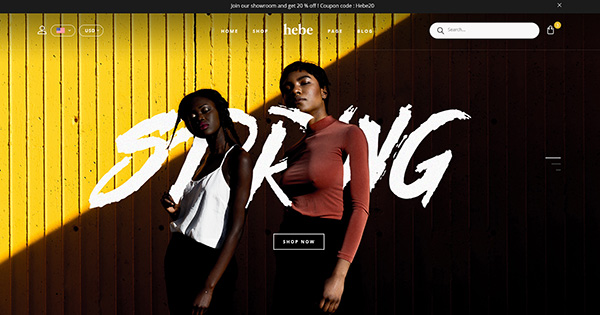 Join our showroom and get 20 % off ! Coupon code : Hebe20
USD
HOME SHOP hebe PAGE BLOG
Search...
SPRING
SHOP NOW